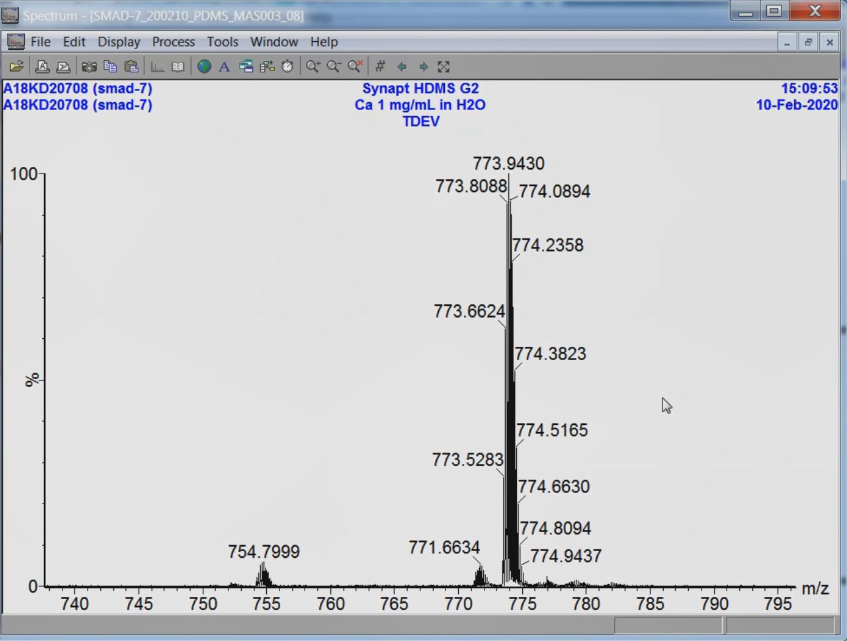 Spectrum - [SMAD-7_200210_PDMS_MAS003_08]
File Edit Display Process Tools Window Help
A18KD20708 (smad-7) Synapt HDMS G2 15:09:53
A18KD20708 (smad-7) Ca 1 mg/mL in H2O 10-Feb-2020
TDEV
773.9430
100
773.8088 774.0894
774.2358
773.6624
774.3823
%
774.5165
773.5283
774.6630
774.8094
754.7999 771.6634 774.9437
0
m/z
740 745 750 755 760 765 770 775 780 785 790 795